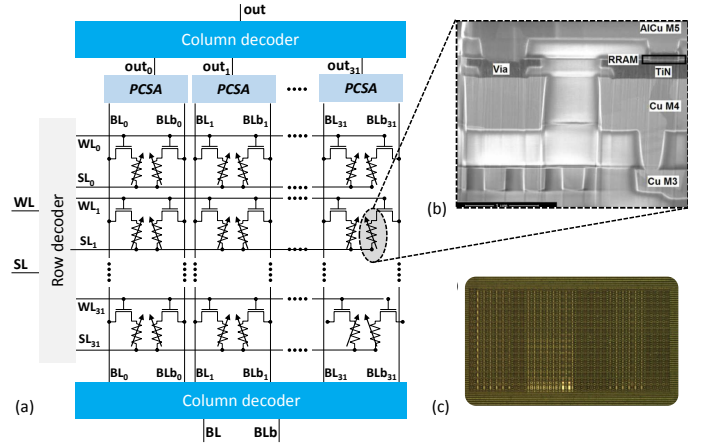 out
Column decoder
out0 out1 out31
PCSA PCSA PCSA
BL0 BLb0 BL1 BLb1 BL31 BLb31
WL0
SL0
WL1
SL1
WL31
SL31
WL
SL
Row decoder
BL0 BLb0 BL1 BLb1 BL31 BLb31
Column decoder
BL BLb
(a)
AlCu M5
RRAM
Via
TiN
Cu M4
Cu M3
(b)
(c)